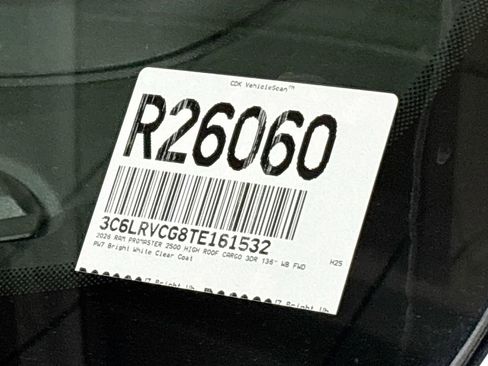 CDK VehicleScan™
R26060
3C6LRVCG8TE161532
2026 RAM PROMASTER 2500 HIGH ROOF CARGO 3DR 136" WB FWD H25
PW7 Bright White Clear Coat